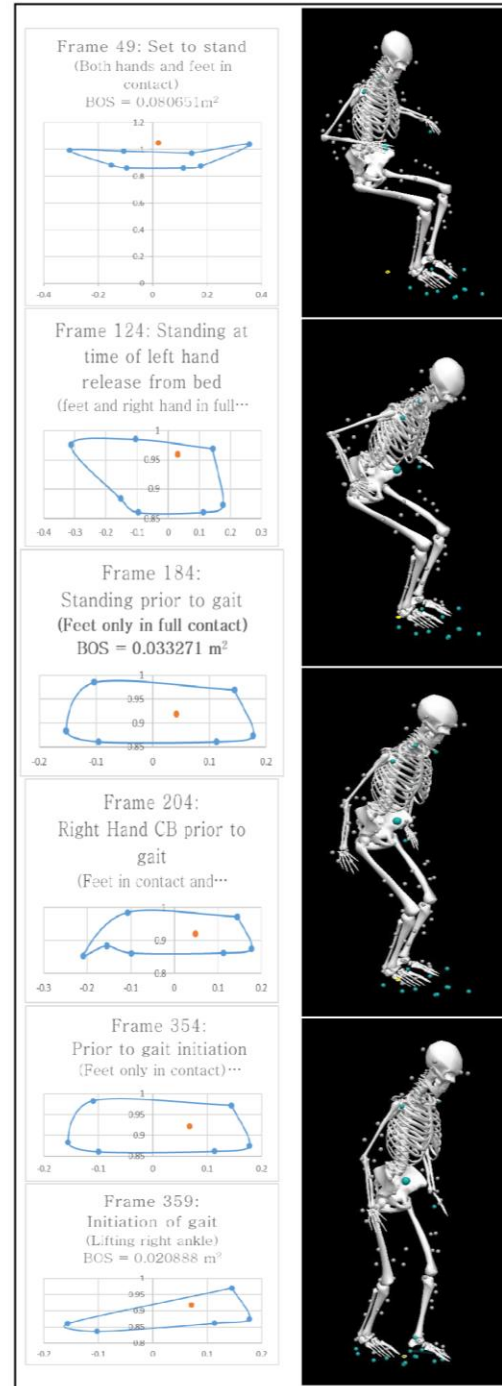 Frame 49: Set to stand
(Both hands and feet in
contact)
BOS = 0.080651m²
1.2
1
0.8
0.6
0.4
0.2
0
-0.4
-0.2
0
0.2
0.4
Frame 124: Standing at
time of left hand
release from bed
(feet and right hand in full…
1
0.95
0.9
0.85
-0.4
-0.3
-0.2
-0.1
0
0.1
0.2
0.3
Frame 184:
Standing prior to gait
(Feet only in full contact)
BOS = 0.033271 m²
1
0.95
0.9
0.85
-0.2
-0.1
0
0.1
0.2
Frame 204:
Right Hand CB prior to
gait
(Feet in contact and…
1
0.9
0.8
-0.3
-0.2
-0.1
0
0.1
0.2
Frame 354:
Prior to gait initiation
(Feet only in contact)…
1
0.95
0.9
0.85
-0.2
-0.1
0
0.1
0.2
Frame 359:
Initiation of gait
(Lifting right ankle)
BOS = 0.020888 m²
1
0.95
0.9
0.85
0.8
-0.2
-0.1
0
0.1
0.2